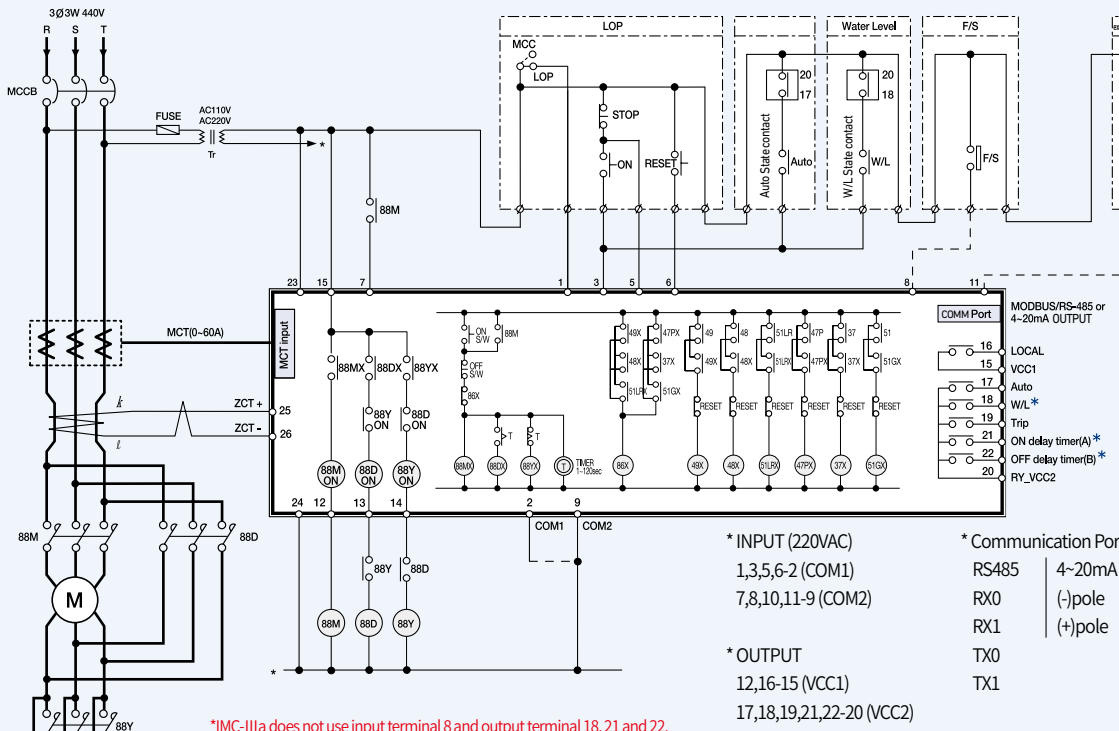 3Ø3W 440V
R S T
MCCB
FUSE
AC110V
AC220V
Tr
*
88M
LOP
MCC
LOP
STOP
ON
RESET
20
17
Auto State contact
Auto
Water Level
20
18
W/L State contact
W/L
F/S
F/S
23 15 7 1 3 5 6 8 11
MCT(0~60A)
MCT input
k
l
ZCT +
ZCT -
25
26
88MX 88DX 88YX
88Y
ON
88D
ON
88M
ON
88D
ON
88Y
ON
ON
S/W
88M
OFF
S/W
86X
T
T
88MX
88DX
88YX
T
TIMER
1~120sec
49X
48X
51LRX
47PX
37X
51GX
86X
49
49X
RESET
49X
48
48X
RESET
48X
51LR
51LRX
RESET
51LRX
47P
47PX
RESET
47PX
37
37X
RESET
37X
51
51GX
RESET
51GX
COMM Port
MODBUS/RS-485 or
4~20mA OUTPUT
16 LOCAL
15 VCC1
17 Auto
18 W/L*
19 Trip
21 ON delay timer(A)*
22 OFF delay timer(B)*
20 RY_VCC2
24 12 13 14 2 9
COM1
COM2
88Y
88D
88M
88D
88Y
*
88M
88D
M
88Y
* INPUT (220VAC)
1,3,5,6-2 (COM1)
7,8,10,11-9 (COM2)
* OUTPUT
12,16-15 (VCC1)
17,18,19,21,22-20 (VCC2)
* Communication Por
RS485 4~20mA
RX0 (-)pole
RX1 (+)pole
TX0
TX1
*IMC-IIIa does not use input terminal 8 and output terminal 18, 21 and 22.